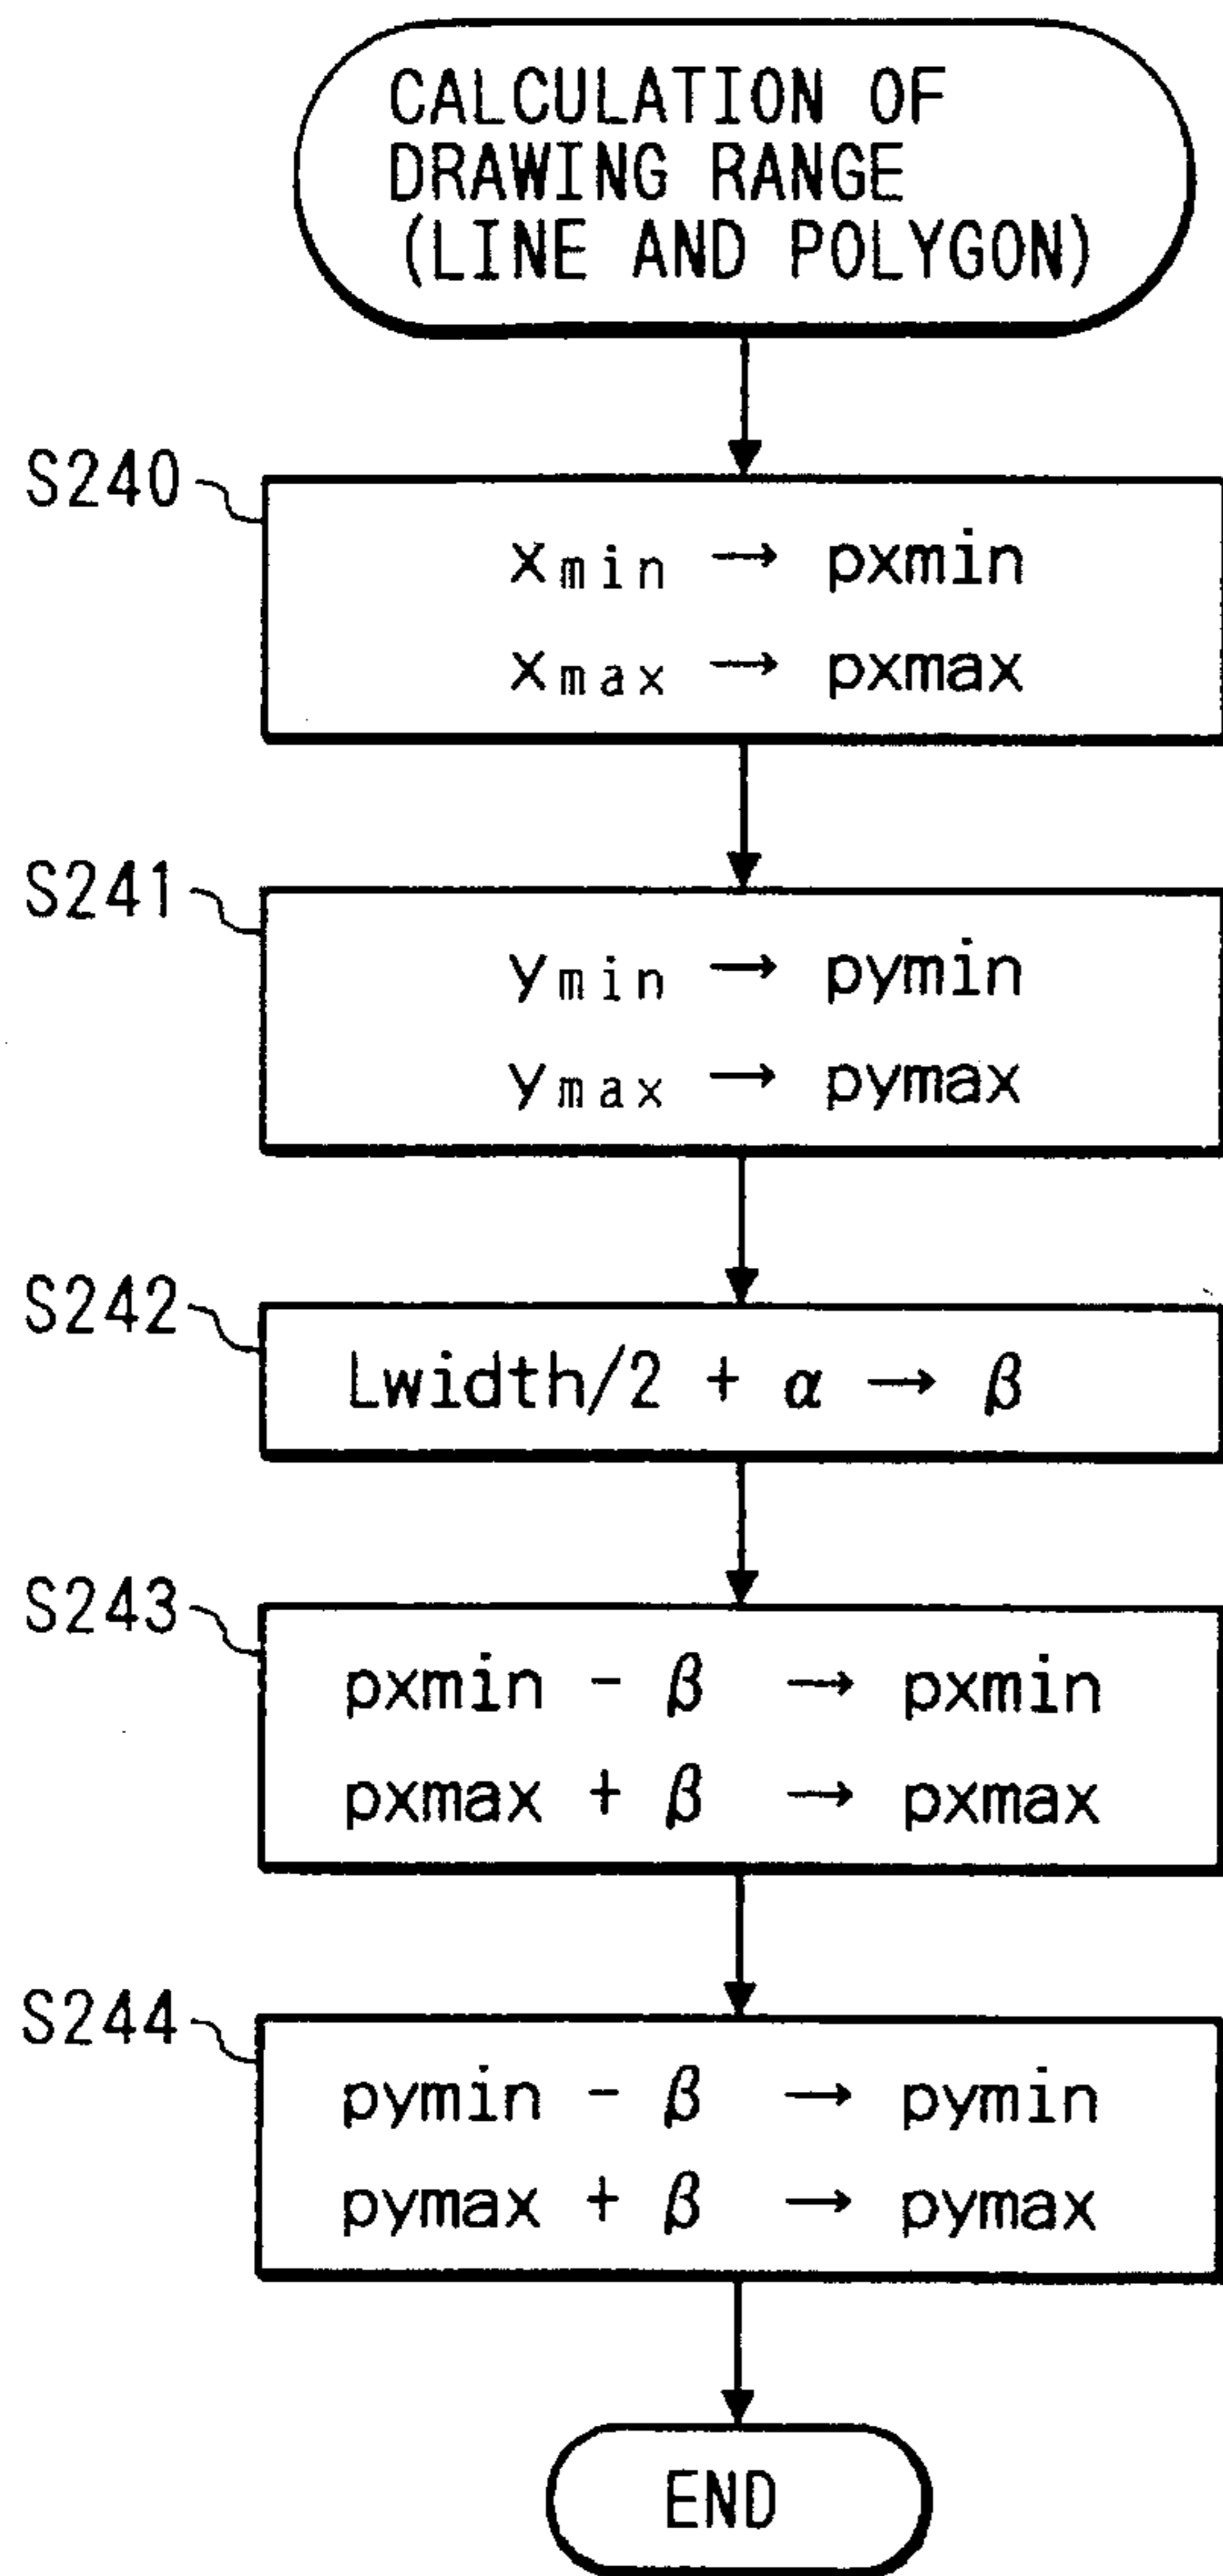 CALCULATION OF
DRAWING RANGE
(LINE AND POLYGON)
S240
xmin → pxmin
xmax → pxmax
S241
ymin → pymin
ymax → pymax
S242
Lwidth/2 + α → β
S243
pxmin - β → pxmin
pxmax + β → pxmax
S244
pymin - β → pymin
pymax + β → pymax
END